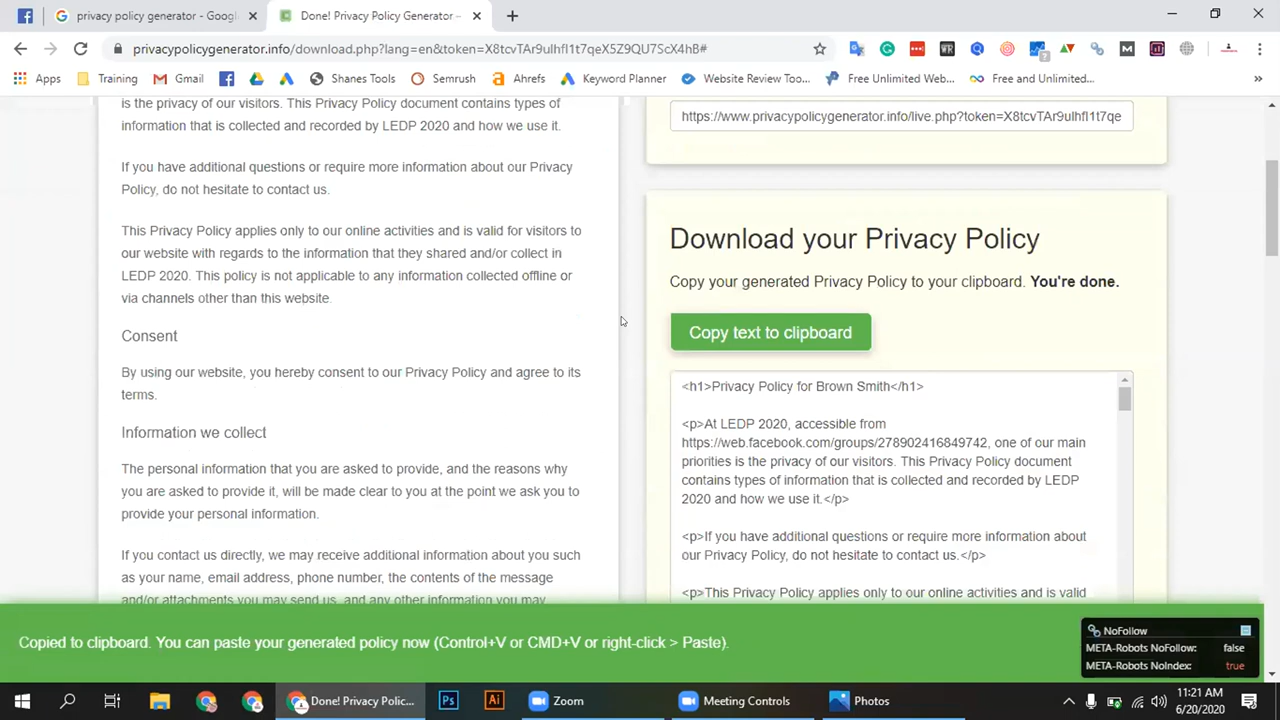 privacy policy generator - Googl
Done! Privacy Policy Generator –
privacypolicygenerator.info/download.php?lang=en&token=X8tcvTAr9ulhfI1t7qeX5Z9QU7ScX4hB#
Apps
Training
Gmail
Shanes Tools
Semrush
Ahrefs
Keyword Planner
Website Review Too...
Free Unlimited Web...
Free and Unlimited...
is the privacy of our visitors. This Privacy Policy document contains types of
information that is collected and recorded by LEDP 2020 and how we use it.
If you have additional questions or require more information about our Privacy
Policy, do not hesitate to contact us.
This Privacy Policy applies only to our online activities and is valid for visitors to
our website with regards to the information that they shared and/or collect in
LEDP 2020. This policy is not applicable to any information collected offline or
via channels other than this website.
Consent
By using our website, you hereby consent to our Privacy Policy and agree to its
terms.
Information we collect
The personal information that you are asked to provide, and the reasons why
you are asked to provide it, will be made clear to you at the point we ask you to
provide your personal information.
If you contact us directly, we may receive additional information about you such
as your name, email address, phone number, the contents of the message
and/or attachments you may send us, and any other information you may
https://www.privacypolicygenerator.info/live.php?token=X8tcvTAr9ulhfI1t7qe
Download your Privacy Policy
Copy your generated Privacy Policy to your clipboard. You're done.
Copy text to clipboard
<h1>Privacy Policy for Brown Smith</h1>
<p>At LEDP 2020, accessible from
https://web.facebook.com/groups/278902416849742, one of our main
priorities is the privacy of our visitors. This Privacy Policy document
contains types of information that is collected and recorded by LEDP
2020 and how we use it.</p>
<p>If you have additional questions or require more information about
our Privacy Policy, do not hesitate to contact us.</p>
<p>This Privacy Policy applies only to our online activities and is valid
Copied to clipboard. You can paste your generated policy now (Control+V or CMD+V or right-click > Paste).
NoFollow
META-Robots NoFollow: false
META-Robots NoIndex: true
Done! Privacy Polic...
Ps
Ai
Zoom
Meeting Controls
Photos
11:21 AM
6/20/2020